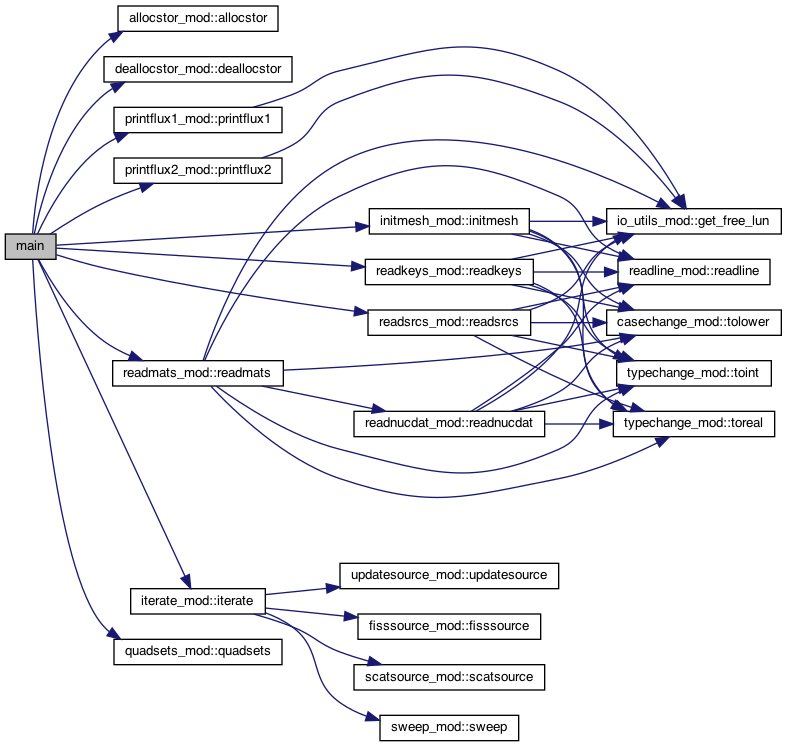 allocstor_mod::allocstor
deallocstor_mod::deallocstor
printflux1_mod::printflux1
printflux2_mod::printflux2
main
initmesh_mod::initmesh
io_utils_mod::get_free_lun
readkeys_mod::readkeys
readline_mod::readline
readsrcs_mod::readsrcs
casechange_mod::tolower
readmats_mod::readmats
typechange_mod::toint
readnucdat_mod::readnucdat
typechange_mod::toreal
updatesource_mod::updatesource
iterate_mod::iterate
fisssource_mod::fisssource
quadsets_mod::quadsets
scatsource_mod::scatsource
sweep_mod::sweep